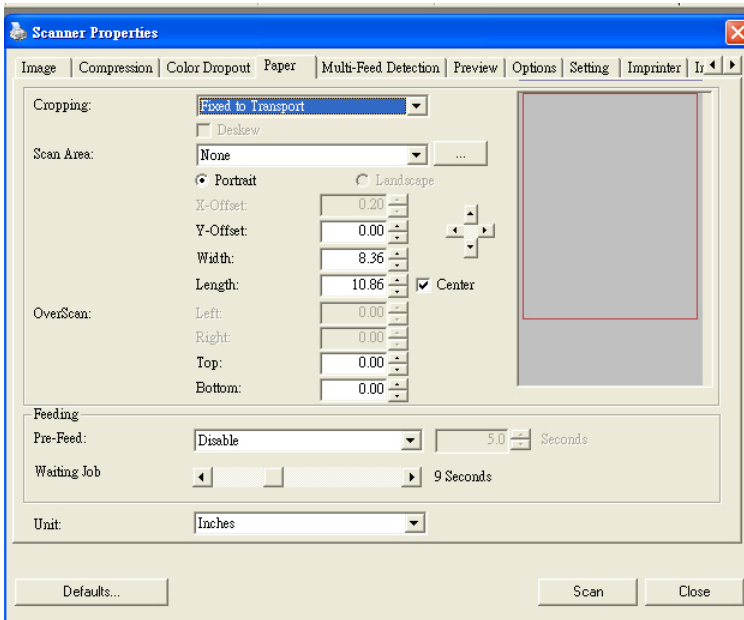 Scanner Properties
Image Compression Color Dropout Paper Multi-Feed Detection Preview Options Setting Imprinter
Cropping: Fixed to Transport
Deskew
Scan Area: None ...
Portrait Landscape
X-Offset: 0.20
Y-Offset: 0.00
Width: 8.36
Length: 10.86 Center
OverScan: Left: 0.00
Right: 0.00
Top: 0.00
Bottom: 0.00
Feeding
Pre-Feed: Disable 5.0 Seconds
Waiting Job 9 Seconds
Unit: Inches
Defaults... Scan Close